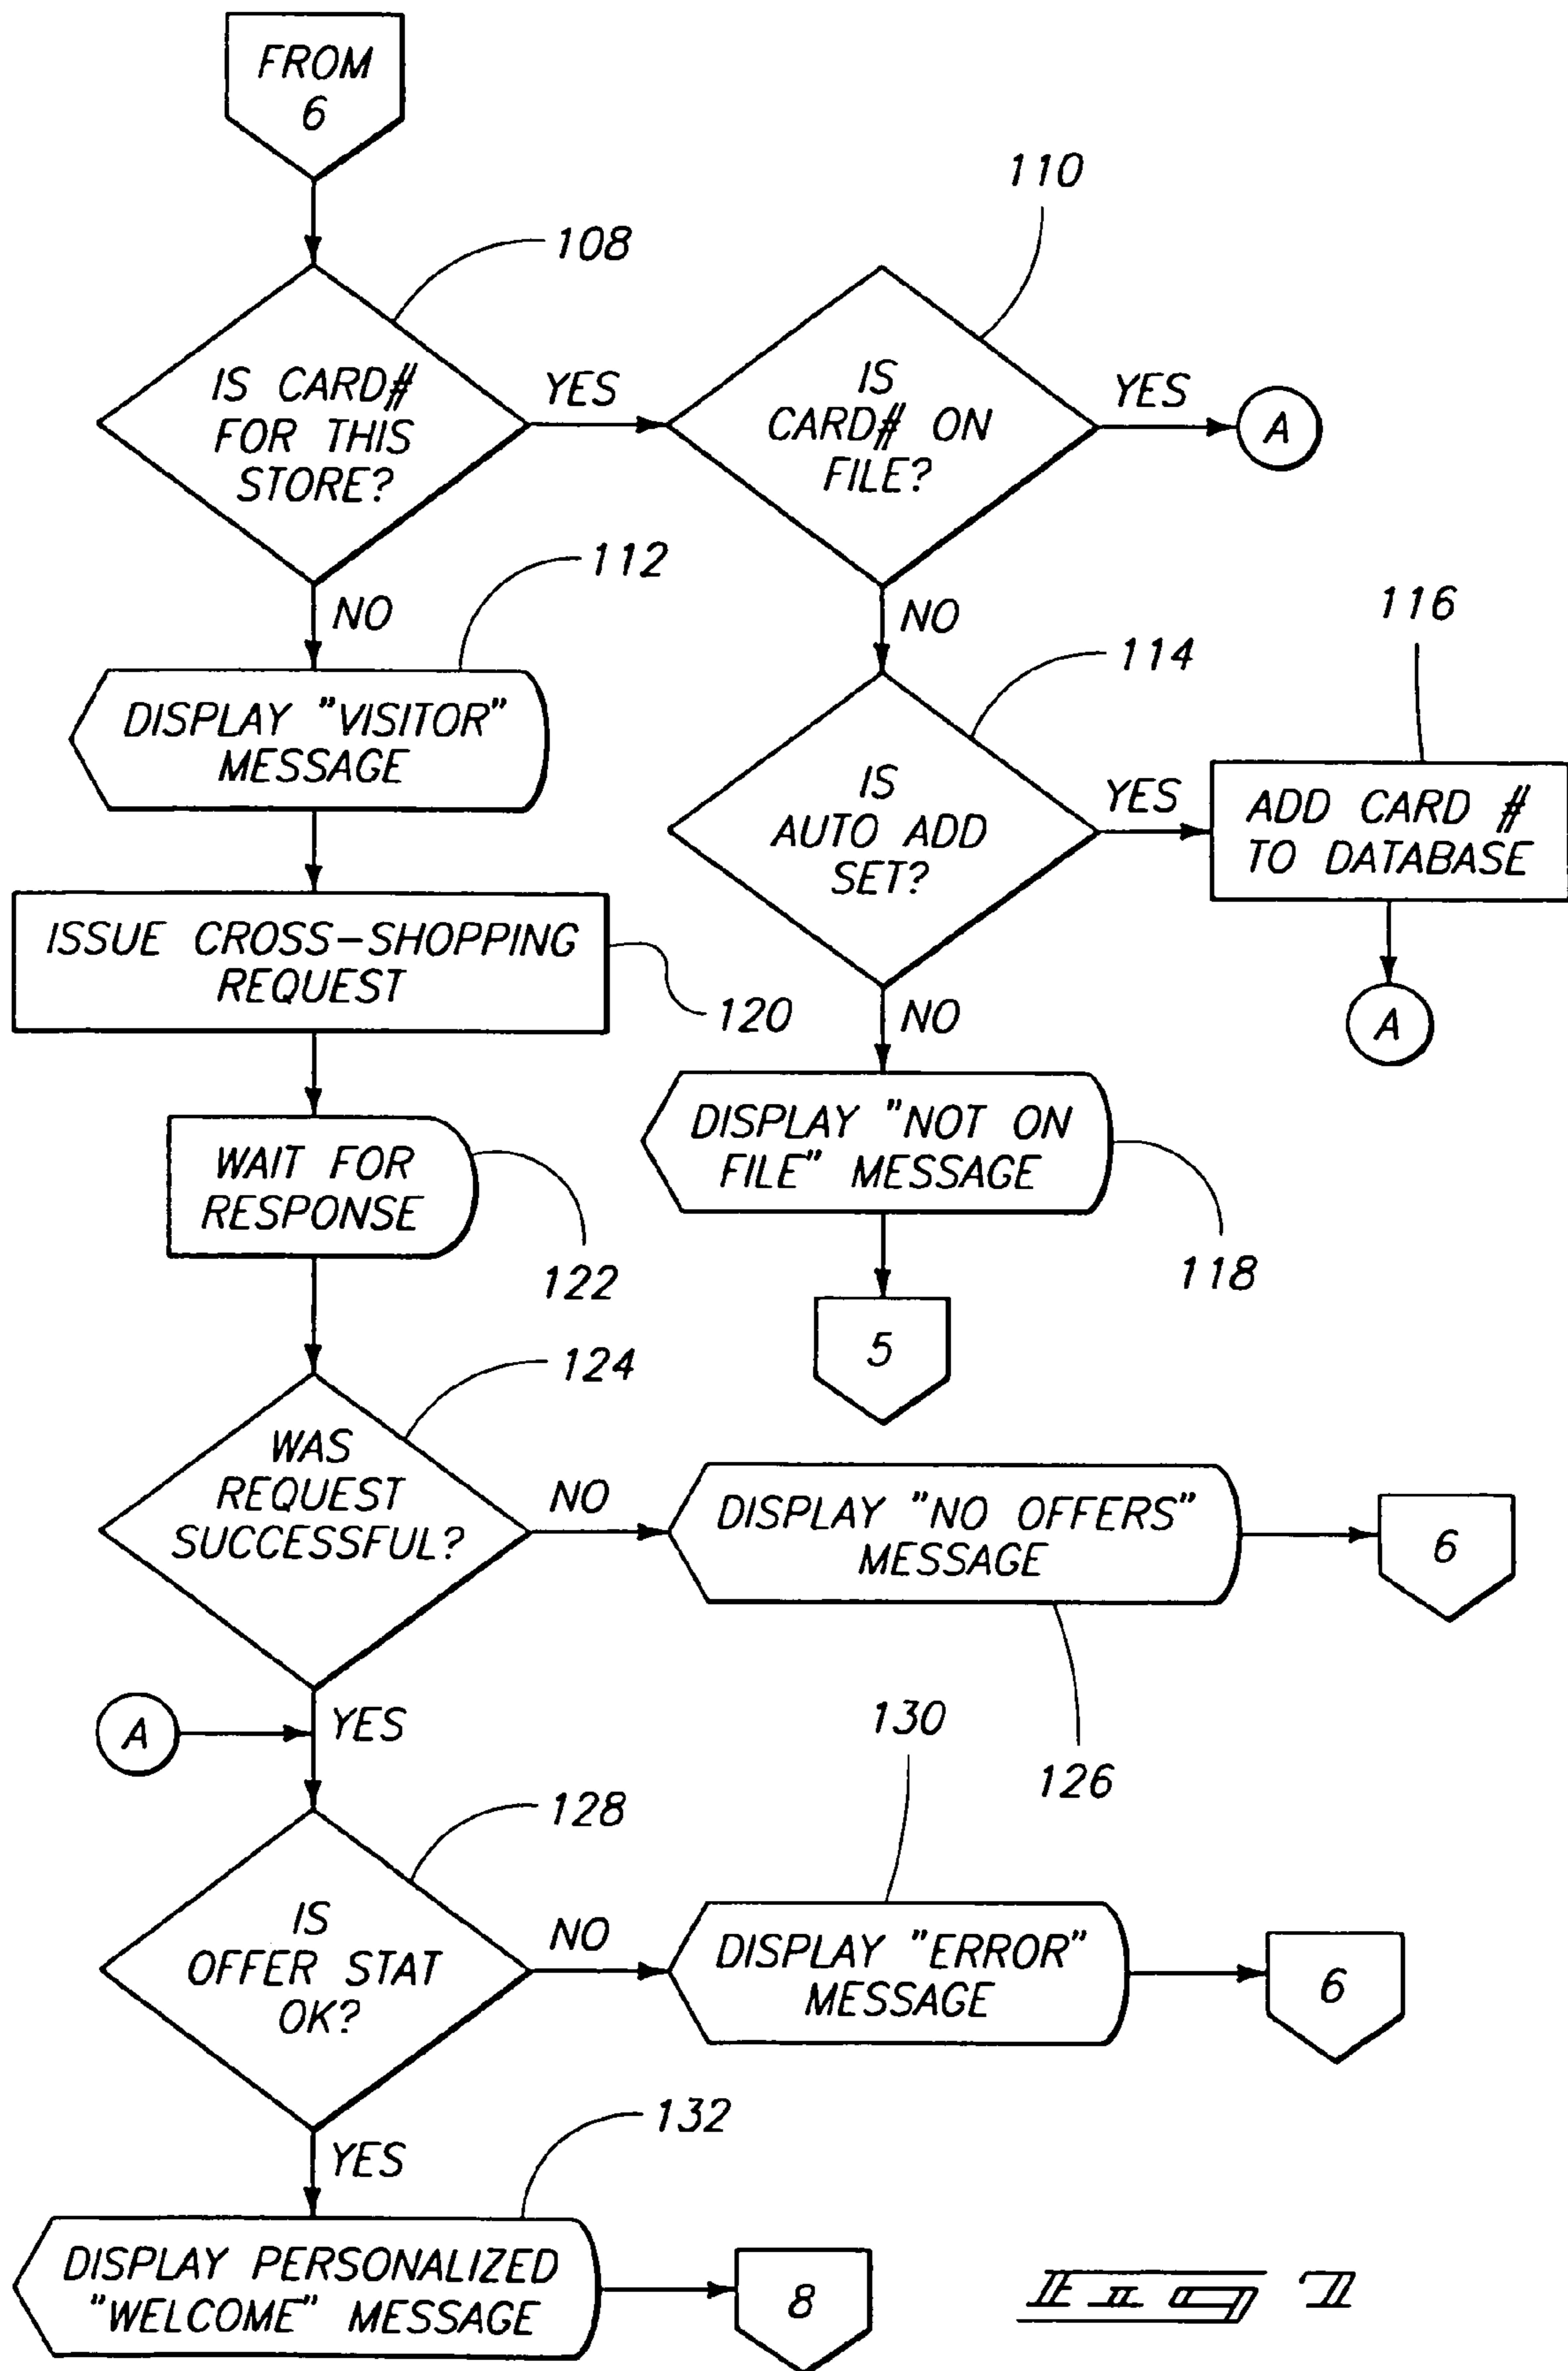 FROM
6
108
110
IS CARD#
FOR THIS
STORE?
YES
IS
CARD# ON
FILE?
YES
A
NO
112
NO
114
116
DISPLAY "VISITOR"
MESSAGE
IS
AUTO ADD
SET?
YES
ADD CARD #
TO DATABASE
ISSUE CROSS-SHOPPING
REQUEST
120
NO
A
WAIT FOR
RESPONSE
122
DISPLAY "NOT ON
FILE" MESSAGE
118
5
124
WAS
REQUEST
SUCCESSFUL?
NO
DISPLAY "NO OFFERS"
MESSAGE
6
126
A
YES
128
130
IS
OFFER STAT
OK?
NO
DISPLAY "ERROR"
MESSAGE
6
YES
132
DISPLAY PERSONALIZED
"WELCOME" MESSAGE
8
Fig 7